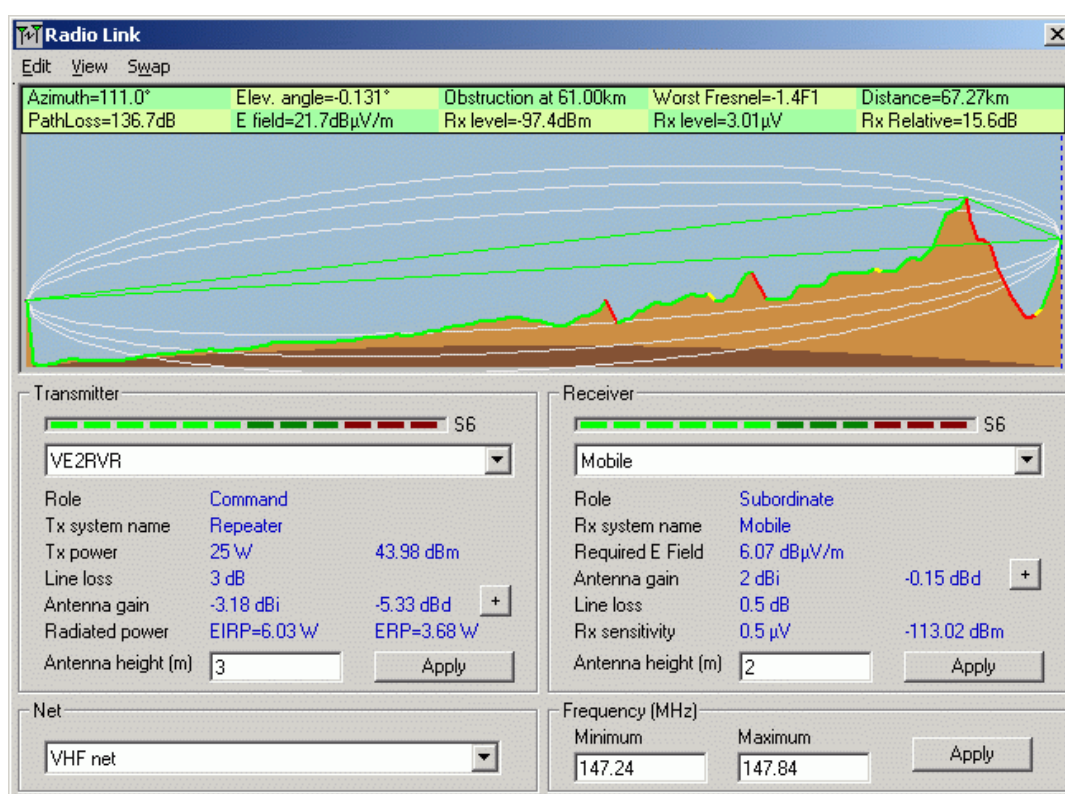 Radio Link
Edit View Swap
Azimuth=111.0° Elev. angle=-0.131° Obstruction at 61.00km Worst Fresnel=-1.4F1 Distance=67.27km
PathLoss=136.7dB E field=21.7dBµV/m Rx level=-97.4dBm Rx level=3.01µV Rx Relative=15.6dB
Transmitter
S6
VE2RVR
Role Command
Tx system name Repeater
Tx power 25 W 43.98 dBm
Line loss 3 dB
Antenna gain -3.18 dBi -5.33 dBd +
Radiated power EIRP=6.03 W ERP=3.68 W
Antenna height (m) 3 Apply
Receiver
S6
Mobile
Role Subordinate
Rx system name Mobile
Required E Field 6.07 dBµV/m
Antenna gain 2 dBi -0.15 dBd +
Line loss 0.5 dB
Rx sensitivity 0.5 µV -113.02 dBm
Antenna height (m) 2 Apply
Net
VHF net
Frequency (MHz)
Minimum Maximum
147.24 147.84 Apply